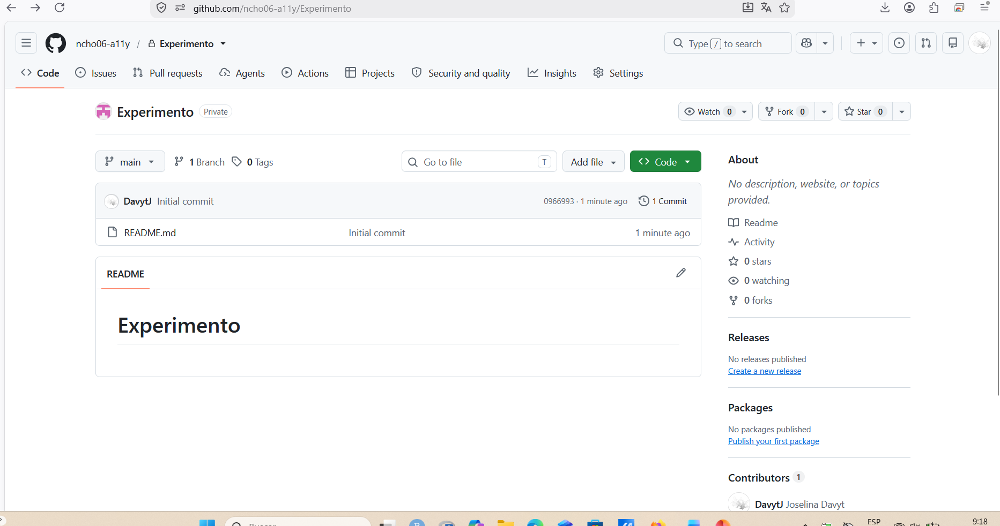 github.com/ncho06-a11y/Experimento
ncho06-a11y / Experimento
Type / to search
Code Issues Pull requests Agents Actions Projects Security and quality Insights Settings
Experimento Private
Watch 0 Fork 0 Star 0
main 1 Branch 0 Tags Go to file T Add file Code
DavytJ Initial commit 0966993 · 1 minute ago 1 Commit
README.md Initial commit 1 minute ago
README
Experimento
About
No description, website, or topics
provided.
Readme
Activity
0 stars
0 watching
0 forks
Releases
No releases published
Create a new release
Packages
No packages published
Publish your first package
Contributors 1
DavytJ Joselina Davyt
Buscar
ESP
9:18